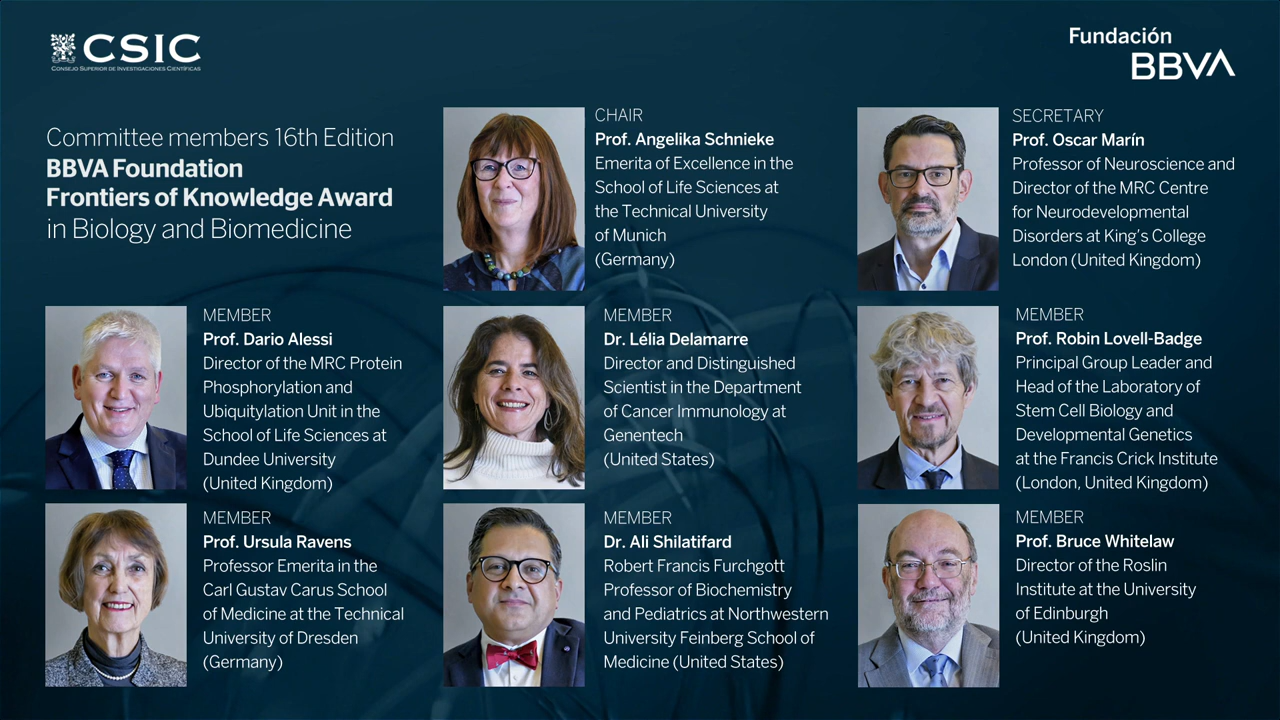 CSIC
CONSEJO SUPERIOR DE INVESTIGACIONES CIENTÍFICAS
Fundación
BBVA
Committee members 16th Edition
BBVA Foundation
Frontiers of Knowledge Award
in Biology and Biomedicine
CHAIR
Prof. Angelika Schnieke
Emerita of Excellence in the
School of Life Sciences at
the Technical University
of Munich
(Germany)
SECRETARY
Prof. Oscar Marín
Professor of Neuroscience and
Director of the MRC Centre
for Neurodevelopmental
Disorders at King's College
London (United Kingdom)
MEMBER
Prof. Dario Alessi
Director of the MRC Protein
Phosphorylation and
Ubiquitylation Unit in the
School of Life Sciences at
Dundee University
(United Kingdom)
MEMBER
Dr. Lélia Delamarre
Director and Distinguished
Scientist in the Department
of Cancer Immunology at
Genentech
(United States)
MEMBER
Prof. Robin Lovell-Badge
Principal Group Leader and
Head of the Laboratory of
Stem Cell Biology and
Developmental Genetics
at the Francis Crick Institute
(London, United Kingdom)
MEMBER
Prof. Ursula Ravens
Professor Emerita in the
Carl Gustav Carus School
of Medicine at the Technical
University of Dresden
(Germany)
MEMBER
Dr. Ali Shilatifard
Robert Francis Furchgott
Professor of Biochemistry
and Pediatrics at Northwestern
University Feinberg School of
Medicine (United States)
MEMBER
Prof. Bruce Whitelaw
Director of the Roslin
Institute at the University
of Edinburgh
(United Kingdom)